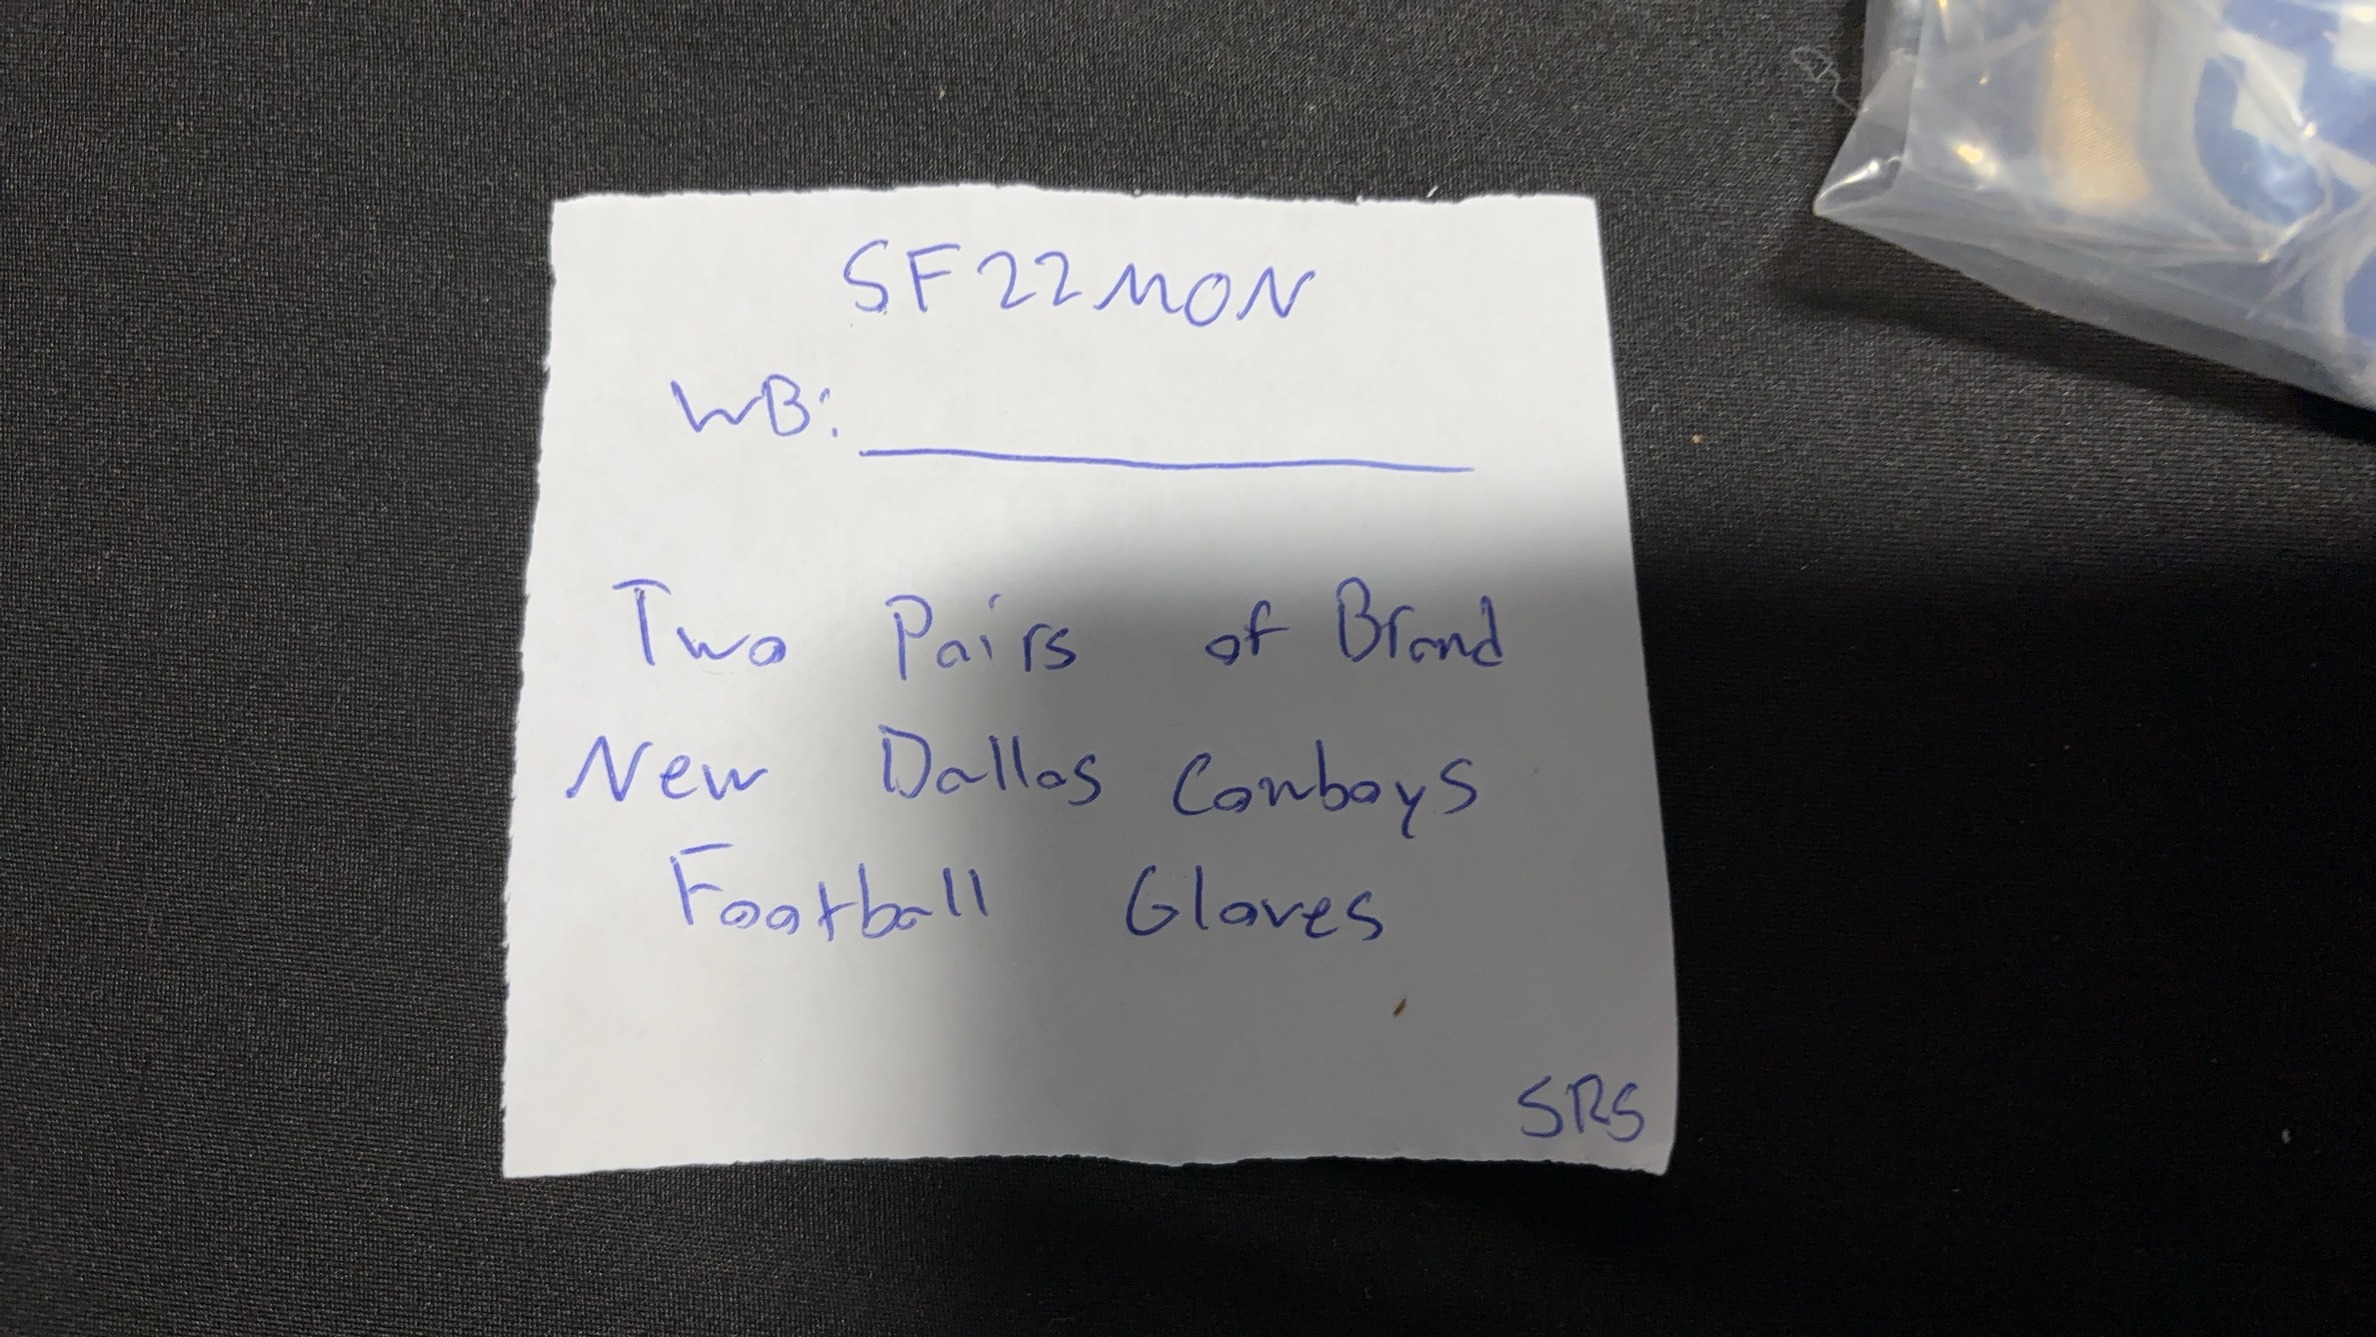 SF22MON
WB: 
Two Pairs of Brand
New Dallas Cowboys
Football Gloves
SRS